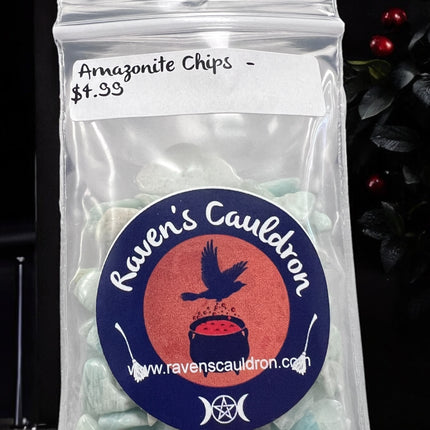 Amazonite Chips -
$4.99
Raven's Cauldron
www.ravenscauldron.com